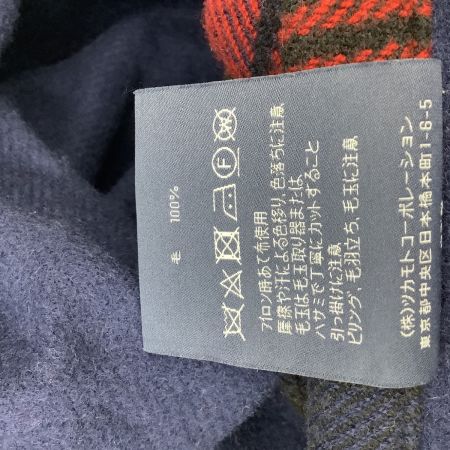 毛 100%
F W
アイロン時あて布使用
摩擦や汗による色移り、色落ちに注意
毛玉は毛玉取り器または
ハサミで丁寧にカットすること
引っ掛けに注意
ピリング、毛羽立ち、毛玉に注意
(株)ツカモトコーポレーション
東京都中央区日本橋本町1-6-5